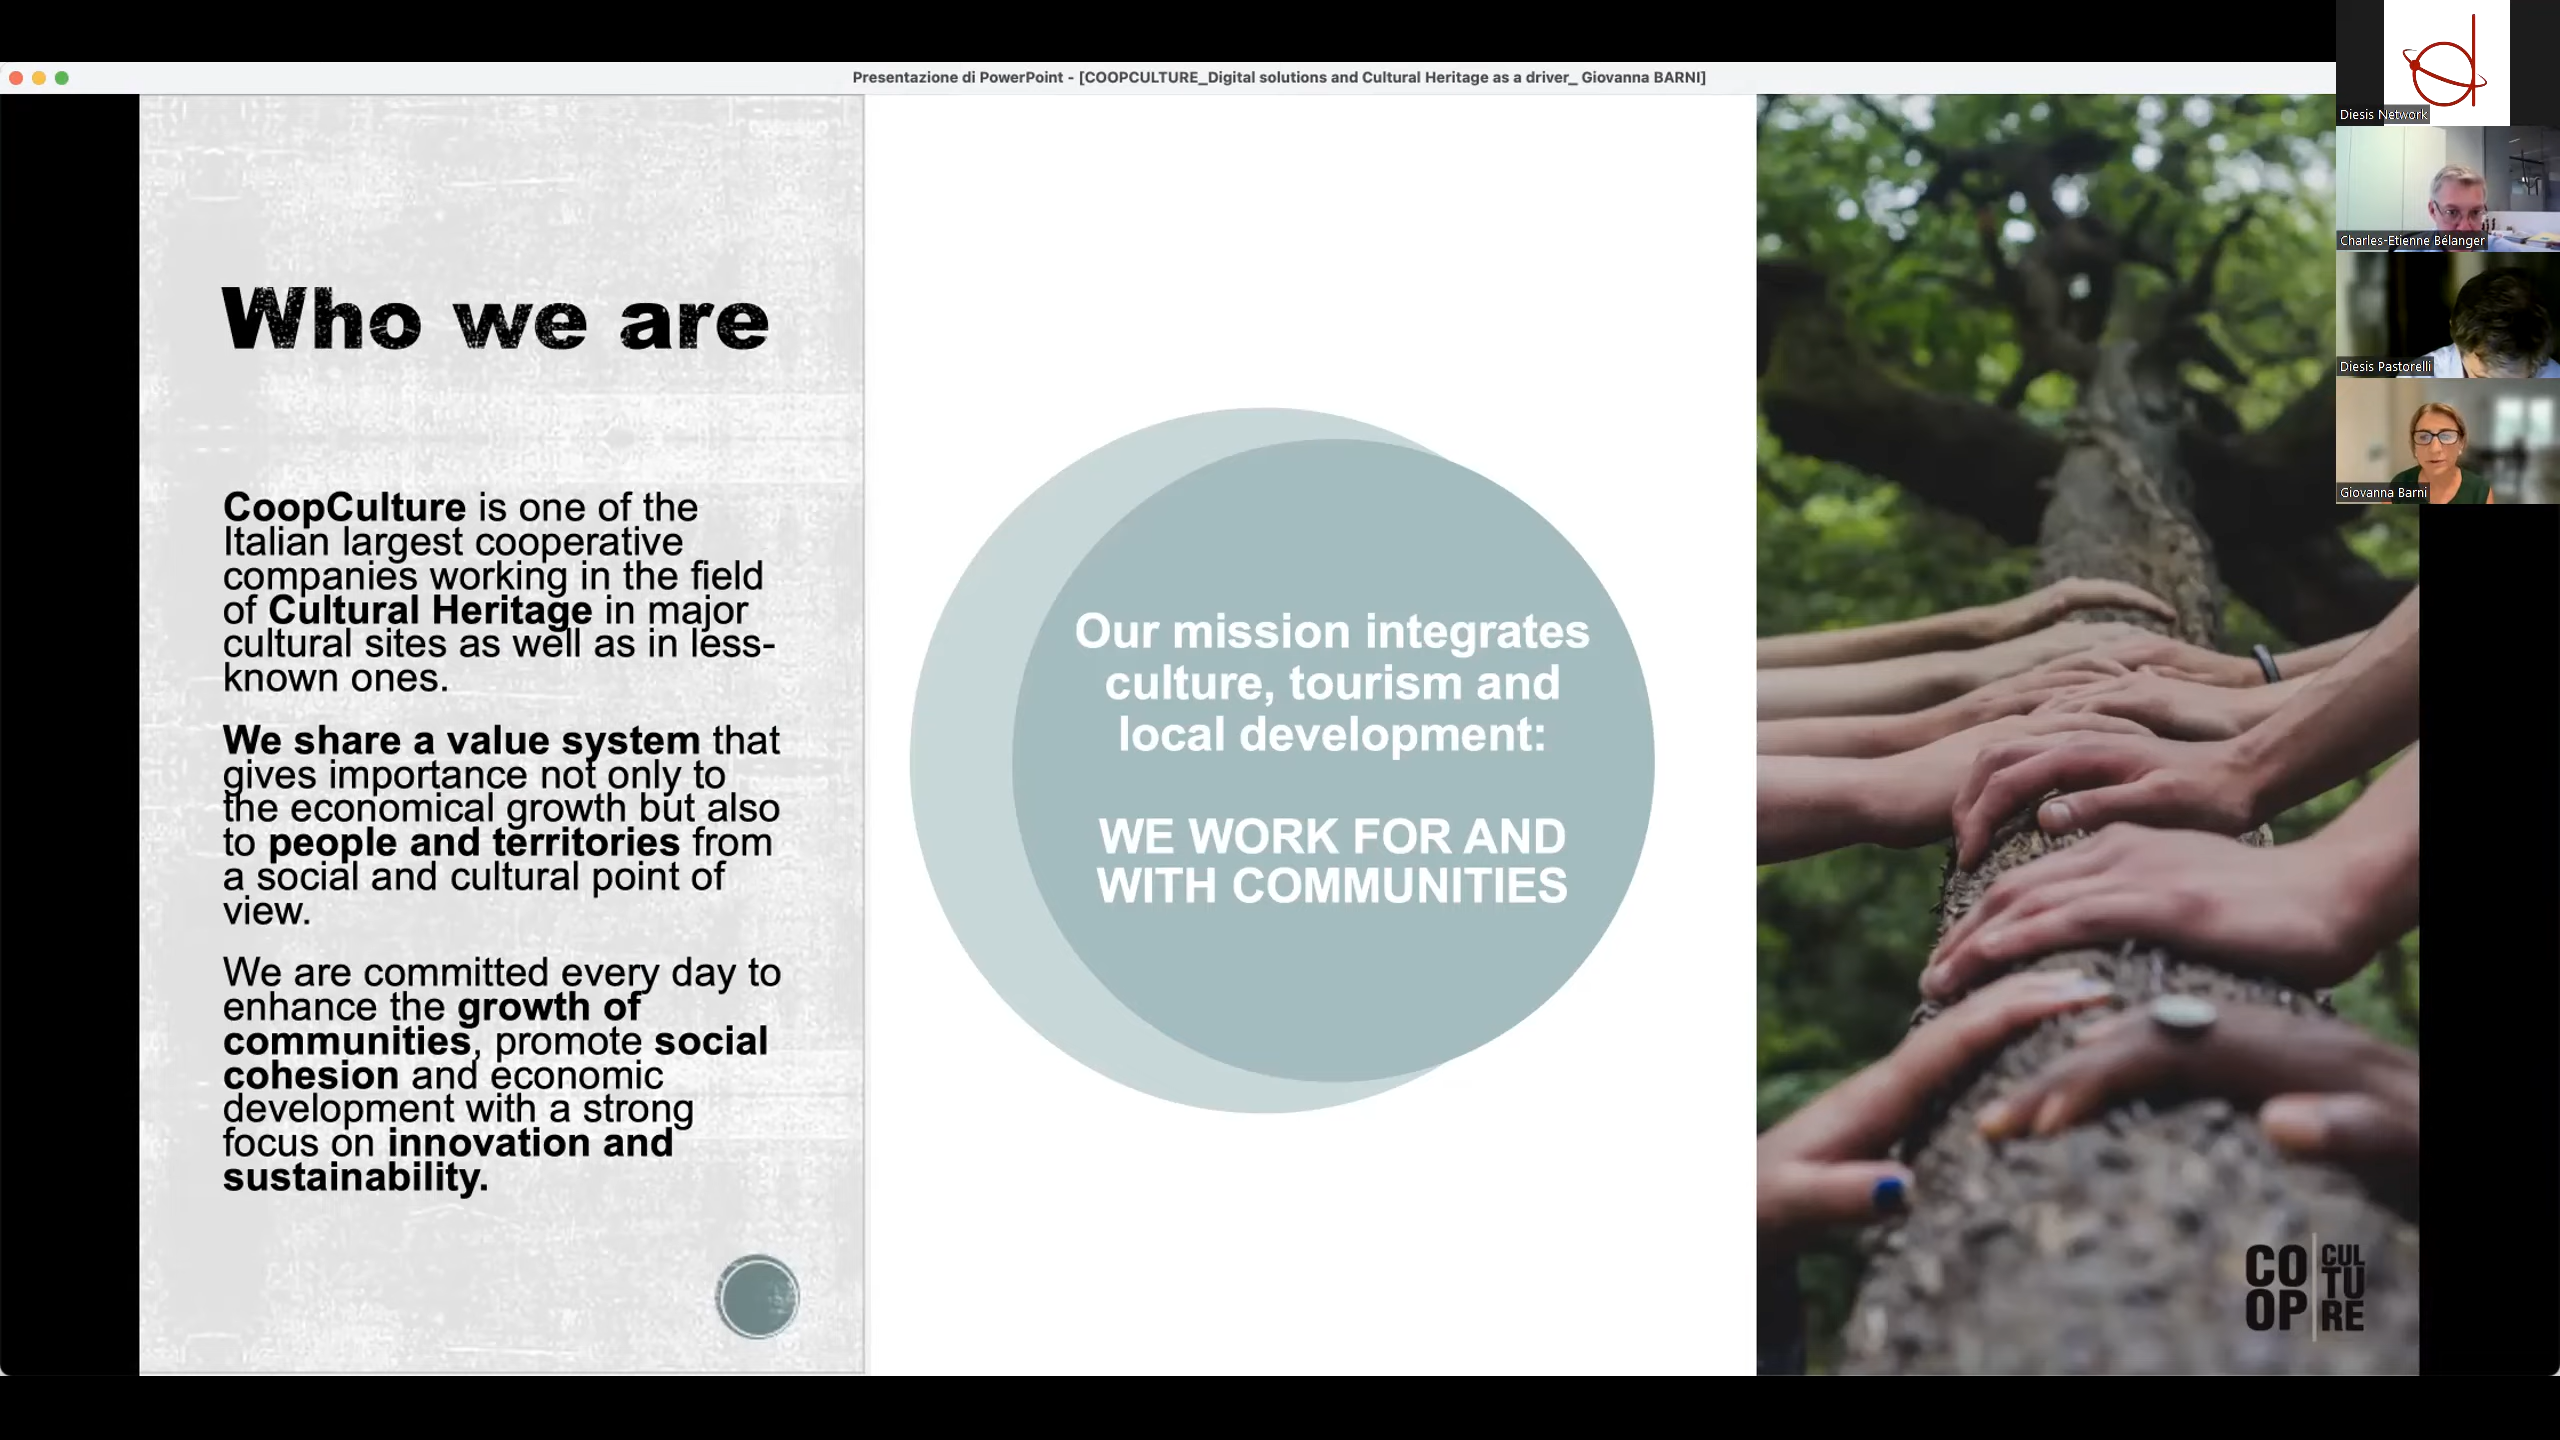 Presentazione di PowerPoint - [COOPCULTURE_Digital solutions and Cultural Heritage as a driver_ Giovanna BARNI]
Who we are
CoopCulture is one of the
Italian largest cooperative
companies working in the field
of Cultural Heritage in major
cultural sites as well as in less-
known ones.
We share a value system that
gives importance not only to
the economical growth but also
to people and territories from
a social and cultural point of
view.
We are committed every day to
enhance the growth of
communities, promote social
cohesion and economic
development with a strong
focus on innovation and
sustainability.
Our mission integrates
culture, tourism and
local development:
WE WORK FOR AND
WITH COMMUNITIES
CO
OP
CUL
TU
RE
Diesis Network
Charles-Etienne Bélanger
Diesis Pastorelli
Giovanna Barni